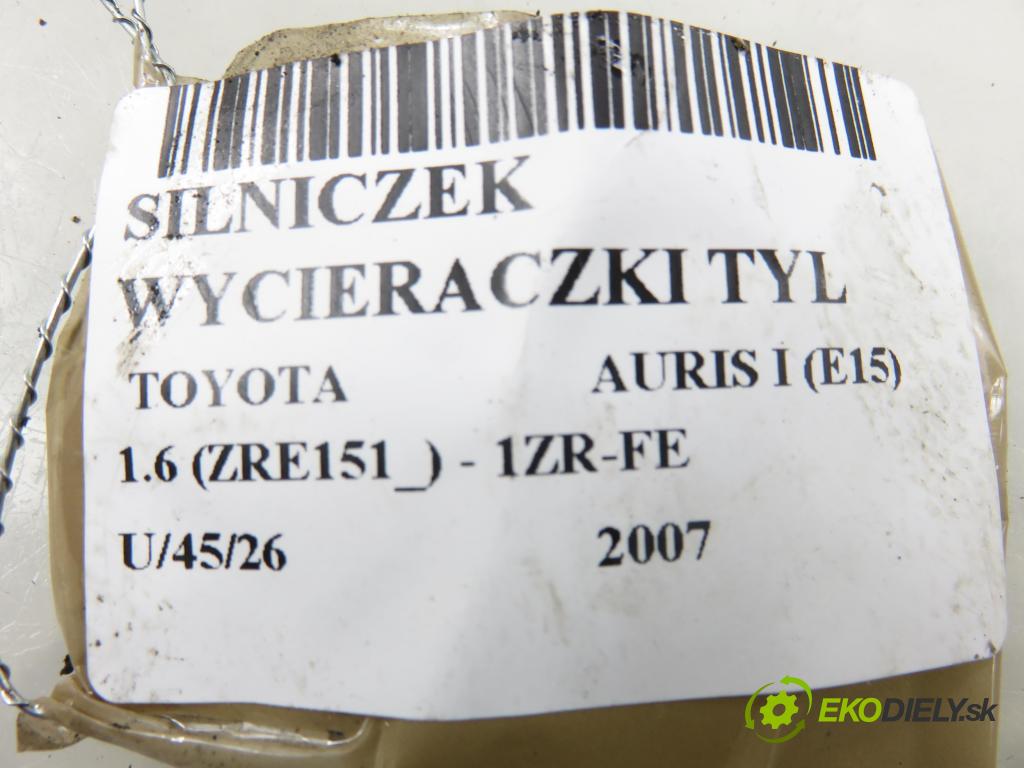 SILNICZEK
WYCIERACZKI TYL
TOYOTA AURIS I (E15)
1.6 (ZRE151_) - 1ZR-FE
U/45/26 2007
EKODIELY.sk